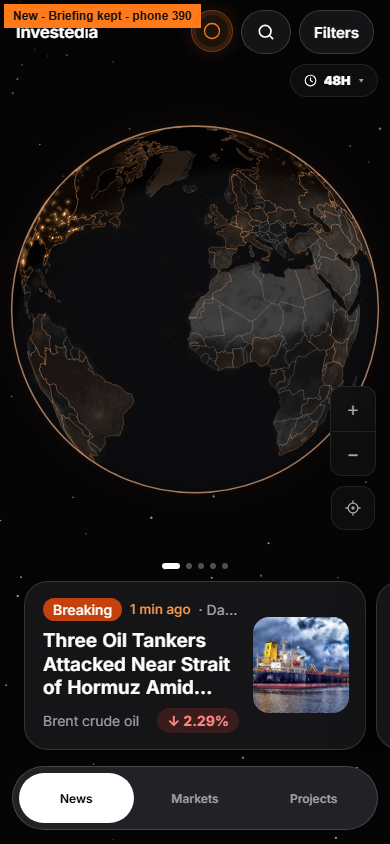 New - Briefing kept - phone 390
Investedia
Filters
48H
+
−
Breaking 1 min ago · Da...
Three Oil Tankers
Attacked Near Strait
of Hormuz Amid...
Brent crude oil ↓ 2.29%
News Markets Projects